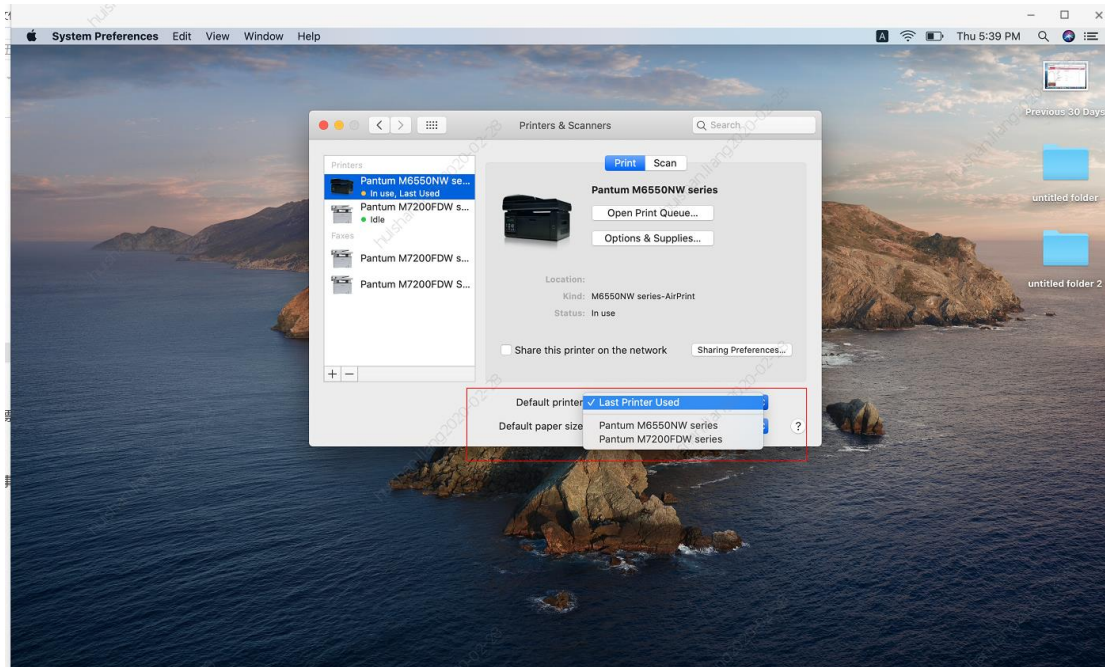 System Preferences Edit View Window Help
A Thu 5:39 PM
Previous 30 Days
untitled folder
untitled folder 2
Printers & Scanners
Search
Printers
Pantum M6550NW se...
In use, Last Used
Pantum M7200FDW s...
Idle
Faxes
Pantum M7200FDW s...
Pantum M7200FDW S...
+ −
Print Scan
Pantum M6550NW series
Open Print Queue...
Options & Supplies...
Location:
Kind: M6550NW series-AirPrint
Status: In use
Share this printer on the network
Sharing Preferences...
Default printer ✓ Last Printer Used
Default paper size
Pantum M6550NW series
Pantum M7200FDW series
?